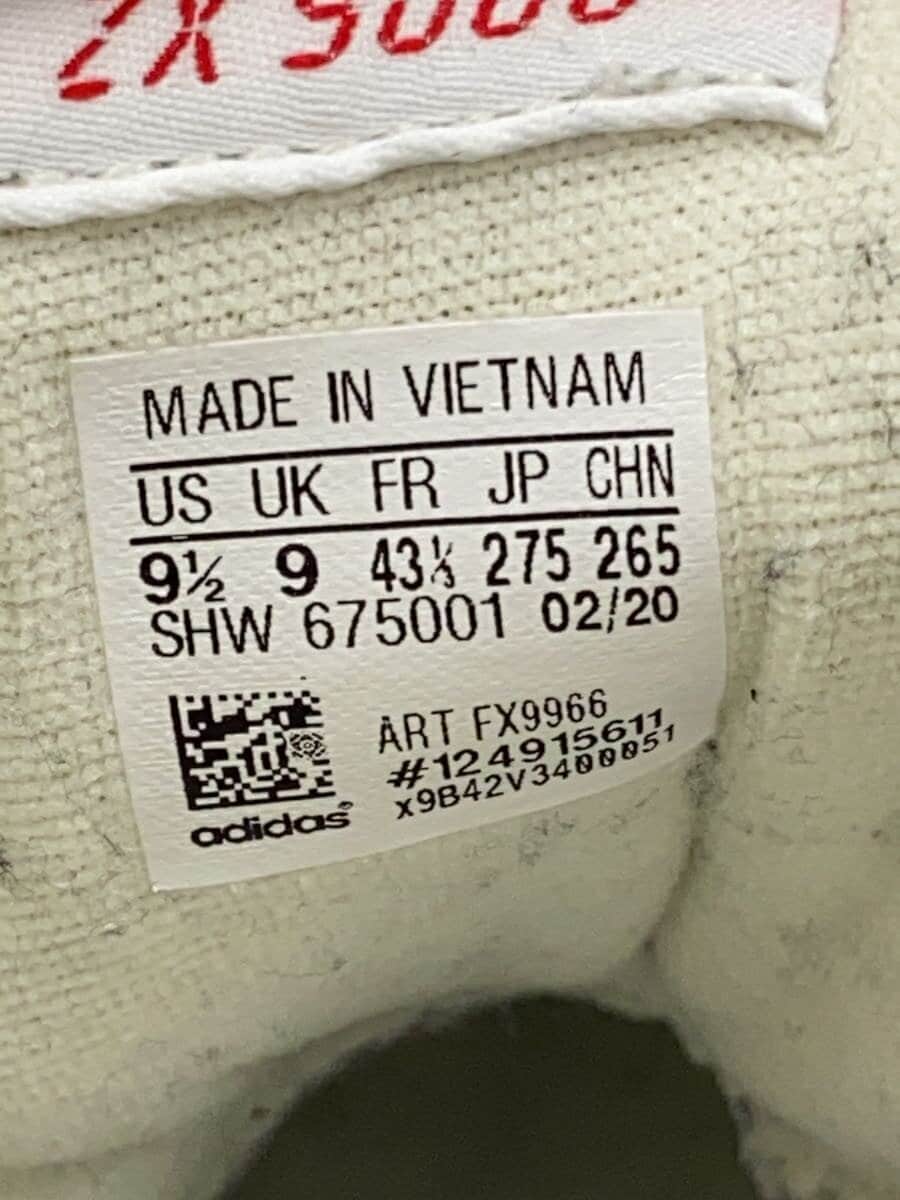 ZX 5000
MADE IN VIETNAM
US UK FR JP CHN
9½ 9 43⅓ 275 265
SHW 675001 02/20
ART FX9966
#124915611
x9B42V3400051
adidas®